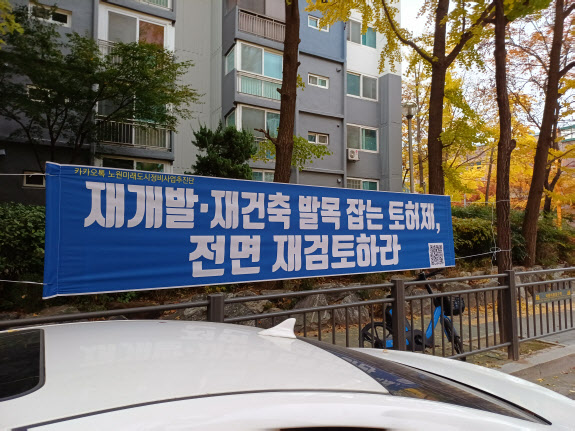 카카오톡 노원미래도시정비사업추진단
재개발·재건축 발목 잡는 토허제,
전면 재검토하라